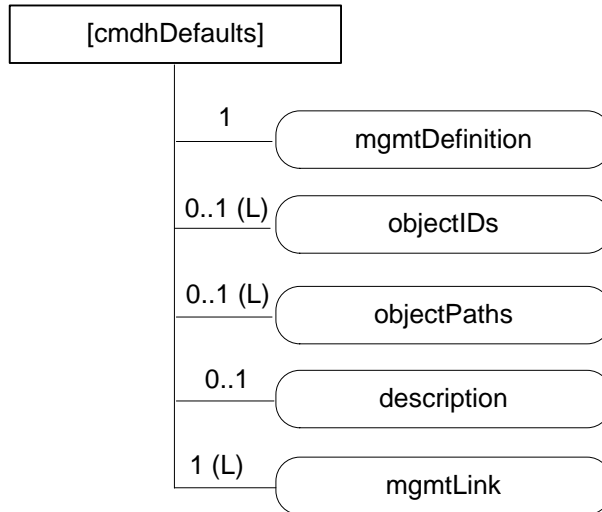 [cmdhDefaults]
1
mgmtDefinition
0..1 (L)
objectIDs
0..1 (L)
objectPaths
0..1
description
1 (L)
mgmtLink